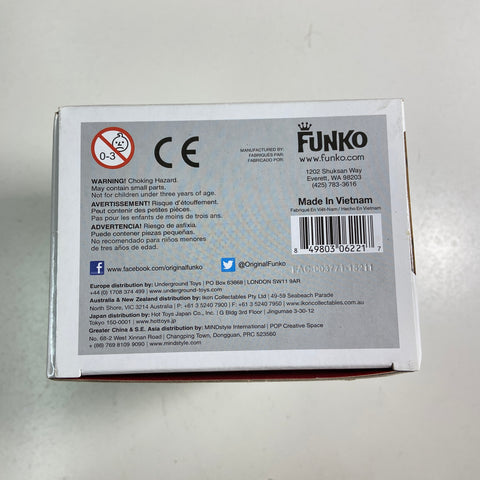 0-3
CE
MANUFACTURED BY:
FABRIQUÉ PAR:
FABRICADO POR:
FUNKO
www.funko.com
1202 Shuksan Way
Everett, WA 98203
(425) 783-3616
WARNING! Choking Hazard.
May contain small parts.
Not for children under three years of age.
AVERTISSEMENT! Risque d'étouffement.
Peut contenir des petites pièces.
Pas pour les enfants de moins de trois ans.
ADVERTENCIA! Riesgo de asfixia.
Puede contener piezas pequeñas.
No recomendado para niños menores
de tres años de edad.
Made In Vietnam
Fabriqué En Viêt-Nam / Hecho En Vietnam
8 49803 06221 7
www.facebook.com/originalfunko
@OriginalFunko
FAC-003771-15211
Europe distribution by: Underground Toys | PO Box 63668 | LONDON SW11 9AR
+44 (0) 1708 374 499 | www.underground-toys.com
Australia & New Zealand distribution by: Ikon Collectables Pty Ltd | 49-59 Seabeach Parade
North Shore, VIC 3214 Australia | P: +61 3 5240 7900 | F: +61 3 5240 7950 | www.ikoncollectables.com.au
Japan distribution by: Hot Toys Japan Co., Inc. | G Bldg 3rd Floor | Jingumae 3-30-12
Tokyo 150-0001 | www.hottoys.jp
Greater China & S.E. Asia distribution by: MINDstyle International | POP Creative Space
No. 68-2 West Xinnan Road | Changping Town, Dongguan, PRC 523560
+ (86) 769 8109 9090 | www.mindstyle.com